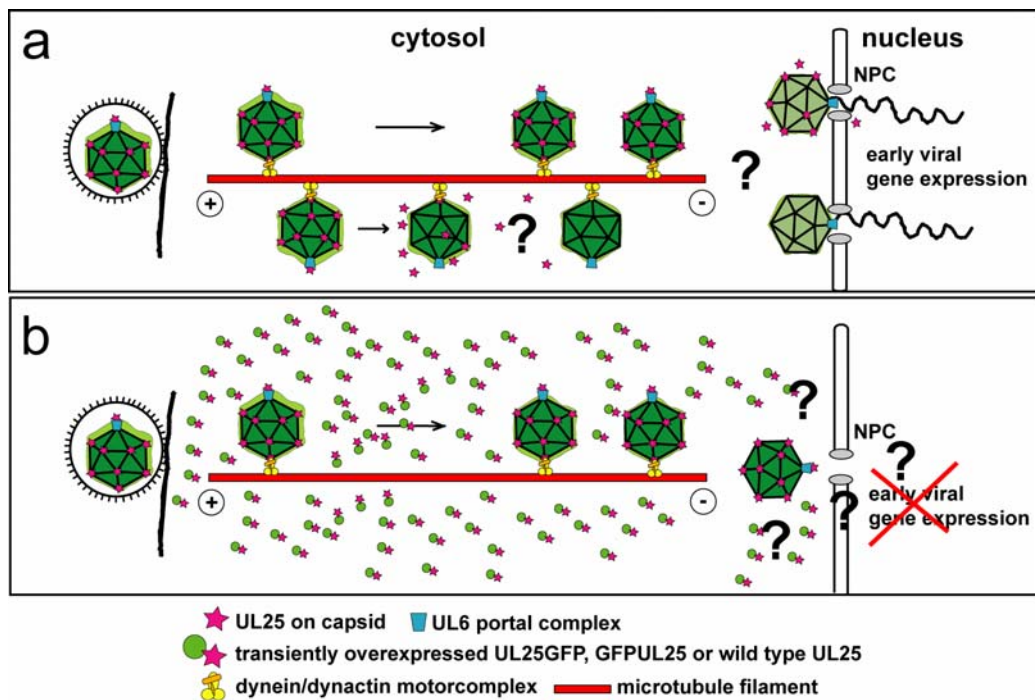 a
cytosol
nucleus
NPC
early viral
gene expression
?
?
+
-
b
?
NPC
?
?
?
early viral
gene expression
+
-
UL25 on capsid
UL6 portal complex
transiently overexpressed UL25GFP, GFPUL25 or wild type UL25
dynein/dynactin motorcomplex
microtubule filament